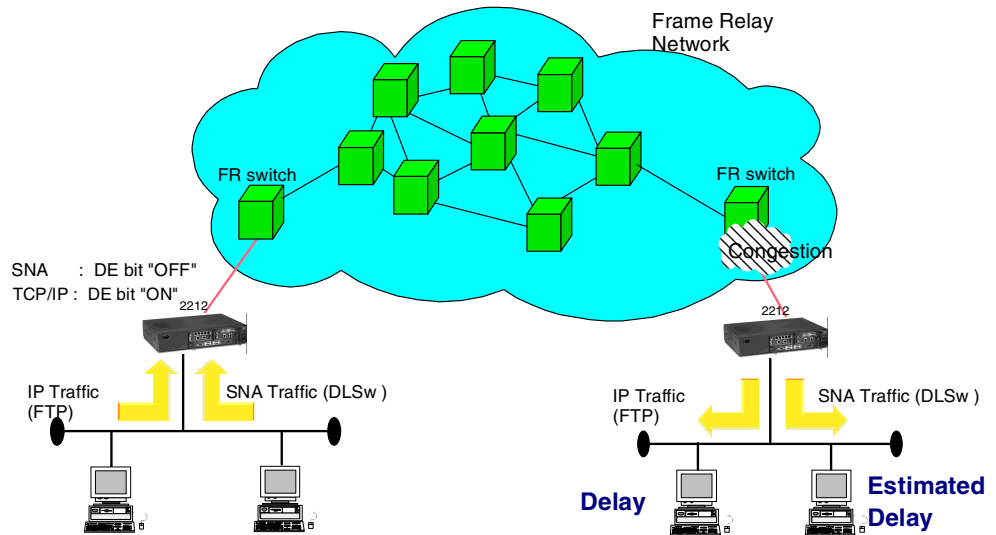 Frame Relay
Network
FR switch
FR switch
Congestion
SNA : DE bit "OFF"
TCP/IP : DE bit "ON"
2212
2212
IP Traffic
(FTP)
SNA Traffic (DLSw )
IP Traffic
(FTP)
SNA Traffic (DLSw )
Delay
Estimated
Delay